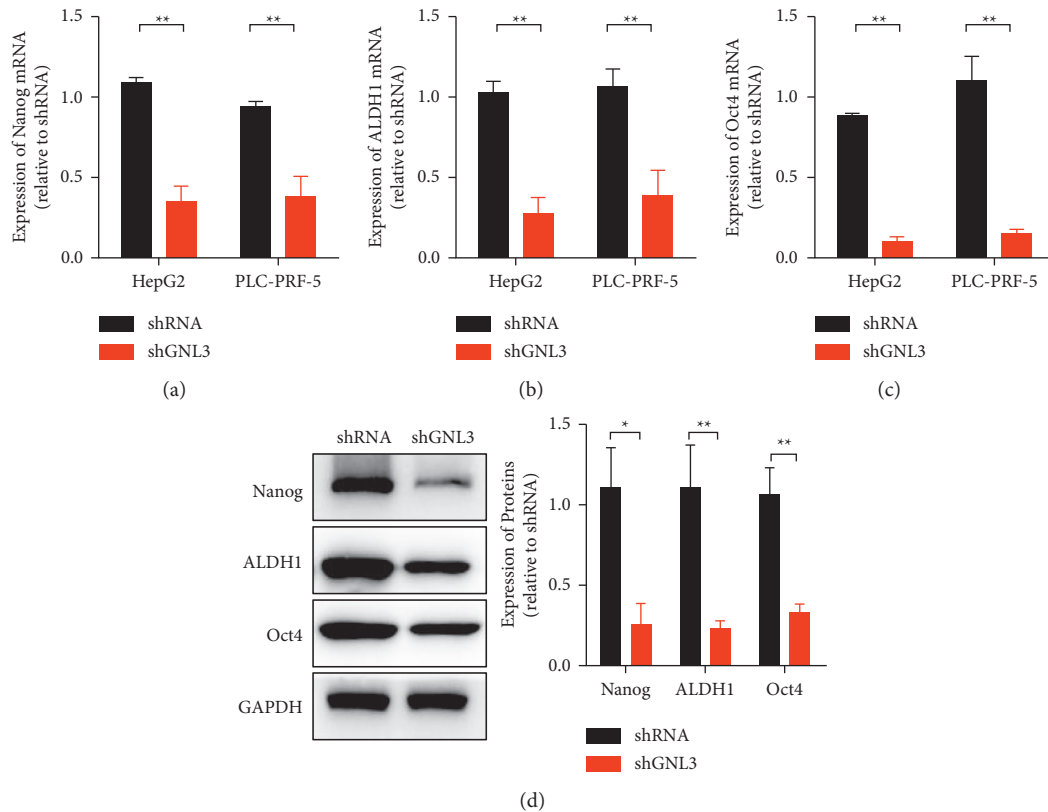 Expression of Nanog mRNA
(relative to shRNA)
1.5
1.0
0.5
0.0
**
**
HepG2
PLC-PRF-5
shRNA
shGNL3
(a)
Expression of ALDH1 mRNA
(relative to shRNA)
1.5
1.0
0.5
0.0
**
**
HepG2
PLC-PRF-5
shRNA
shGNL3
(b)
Expression of Oct4 mRNA
(relative to shRNA)
1.5
1.0
0.5
0.0
**
**
HepG2
PLC-PRF-5
shRNA
shGNL3
(c)
shRNA shGNL3
Nanog
ALDH1
Oct4
GAPDH
Expression of Proteins
(relative to shRNA)
1.5
1.0
0.5
0.0
*
**
**
Nanog
ALDH1
Oct4
shRNA
shGNL3
(d)